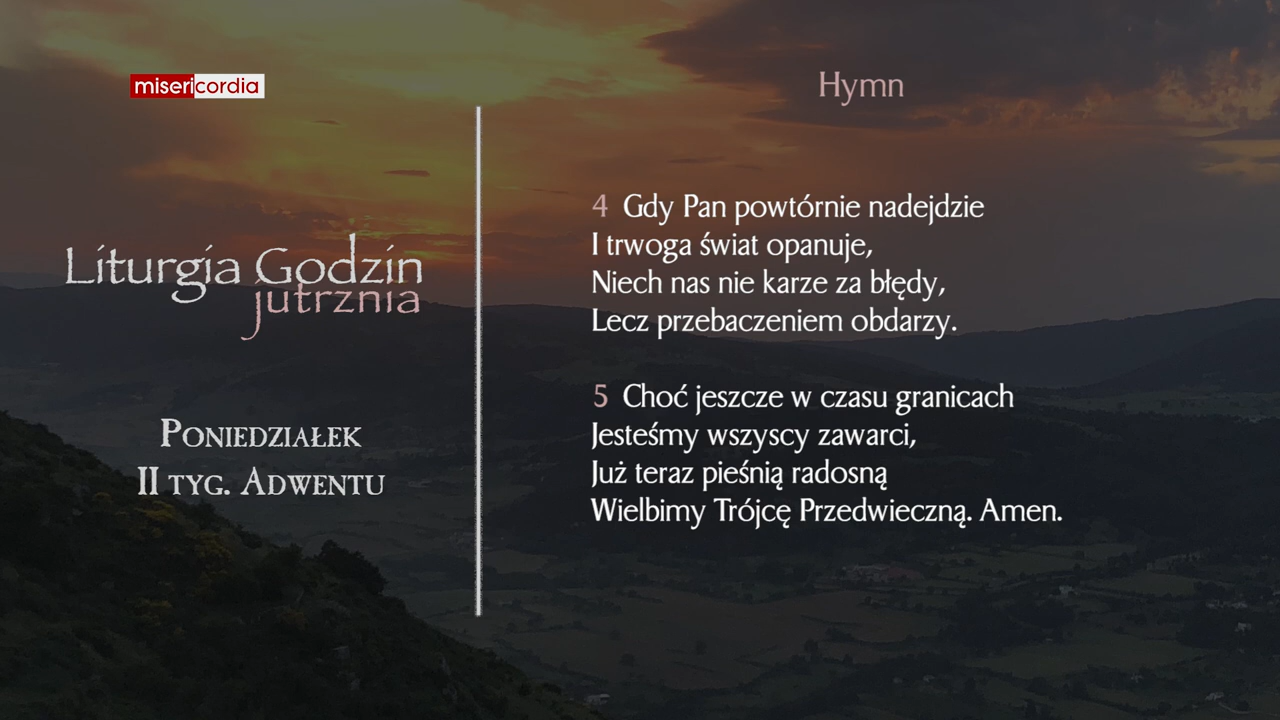 misericordia
Liturgia Godzin
jutrznia
Poniedziałek
II tyg. Adwentu
Hymn
4 Gdy Pan powtórnie nadejdzie
I trwoga świat opanuje,
Niech nas nie karze za błędy,
Lecz przebaczeniem obdarzy.
5 Choć jeszcze w czasu granicach
Jesteśmy wszyscy zawarci,
Już teraz pieśnią radosną
Wielbimy Trójcę Przedwieczną. Amen.